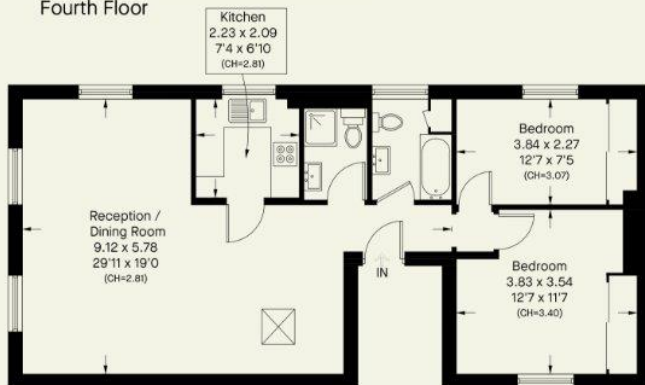 Fourth Floor
Kitchen
2.23 x 2.09
7'4 x 6'10
(CH=2.81)
Bedroom
3.84 x 2.27
12'7 x 7'5
(CH=3.07)
Reception /
Dining Room
9.12 x 5.78
29'11 x 19'0
(CH=2.81)
IN
Bedroom
3.83 x 3.54
12'7 x 11'7
(CH=3.40)